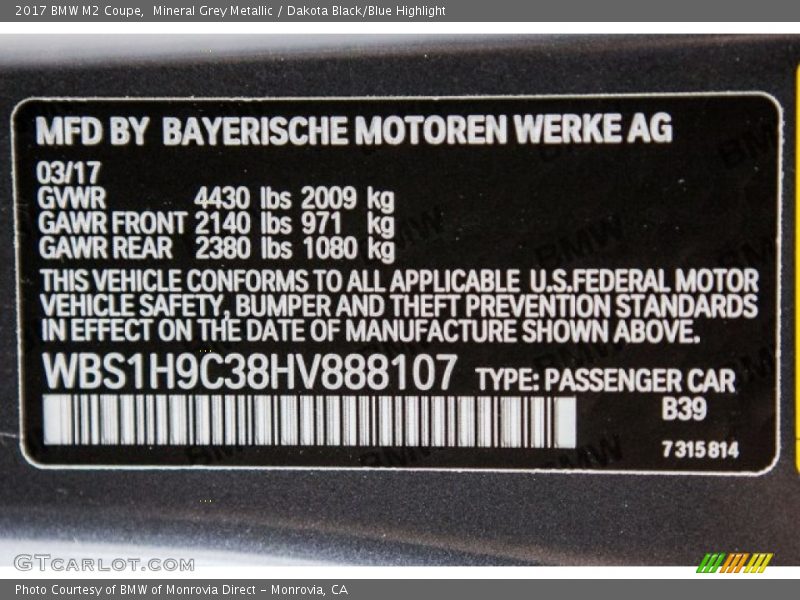 2017 BMW M2 Coupe,  Mineral Grey Metallic / Dakota Black/Blue Highlight
MFD BY BAYERISCHE MOTOREN WERKE AG
03/17
GVWR 4430 lbs 2009 kg
GAWR FRONT 2140 lbs 971 kg
GAWR REAR 2380 lbs 1080 kg
THIS VEHICLE CONFORMS TO ALL APPLICABLE U.S.FEDERAL MOTOR
VEHICLE SAFETY, BUMPER AND THEFT PREVENTION STANDARDS
IN EFFECT ON THE DATE OF MANUFACTURE SHOWN ABOVE.
WBS1H9C38HV888107 TYPE: PASSENGER CAR
B39
7315814
GTCARLOT.COM
Photo Courtesy of BMW of Monrovia Direct - Monrovia, CA